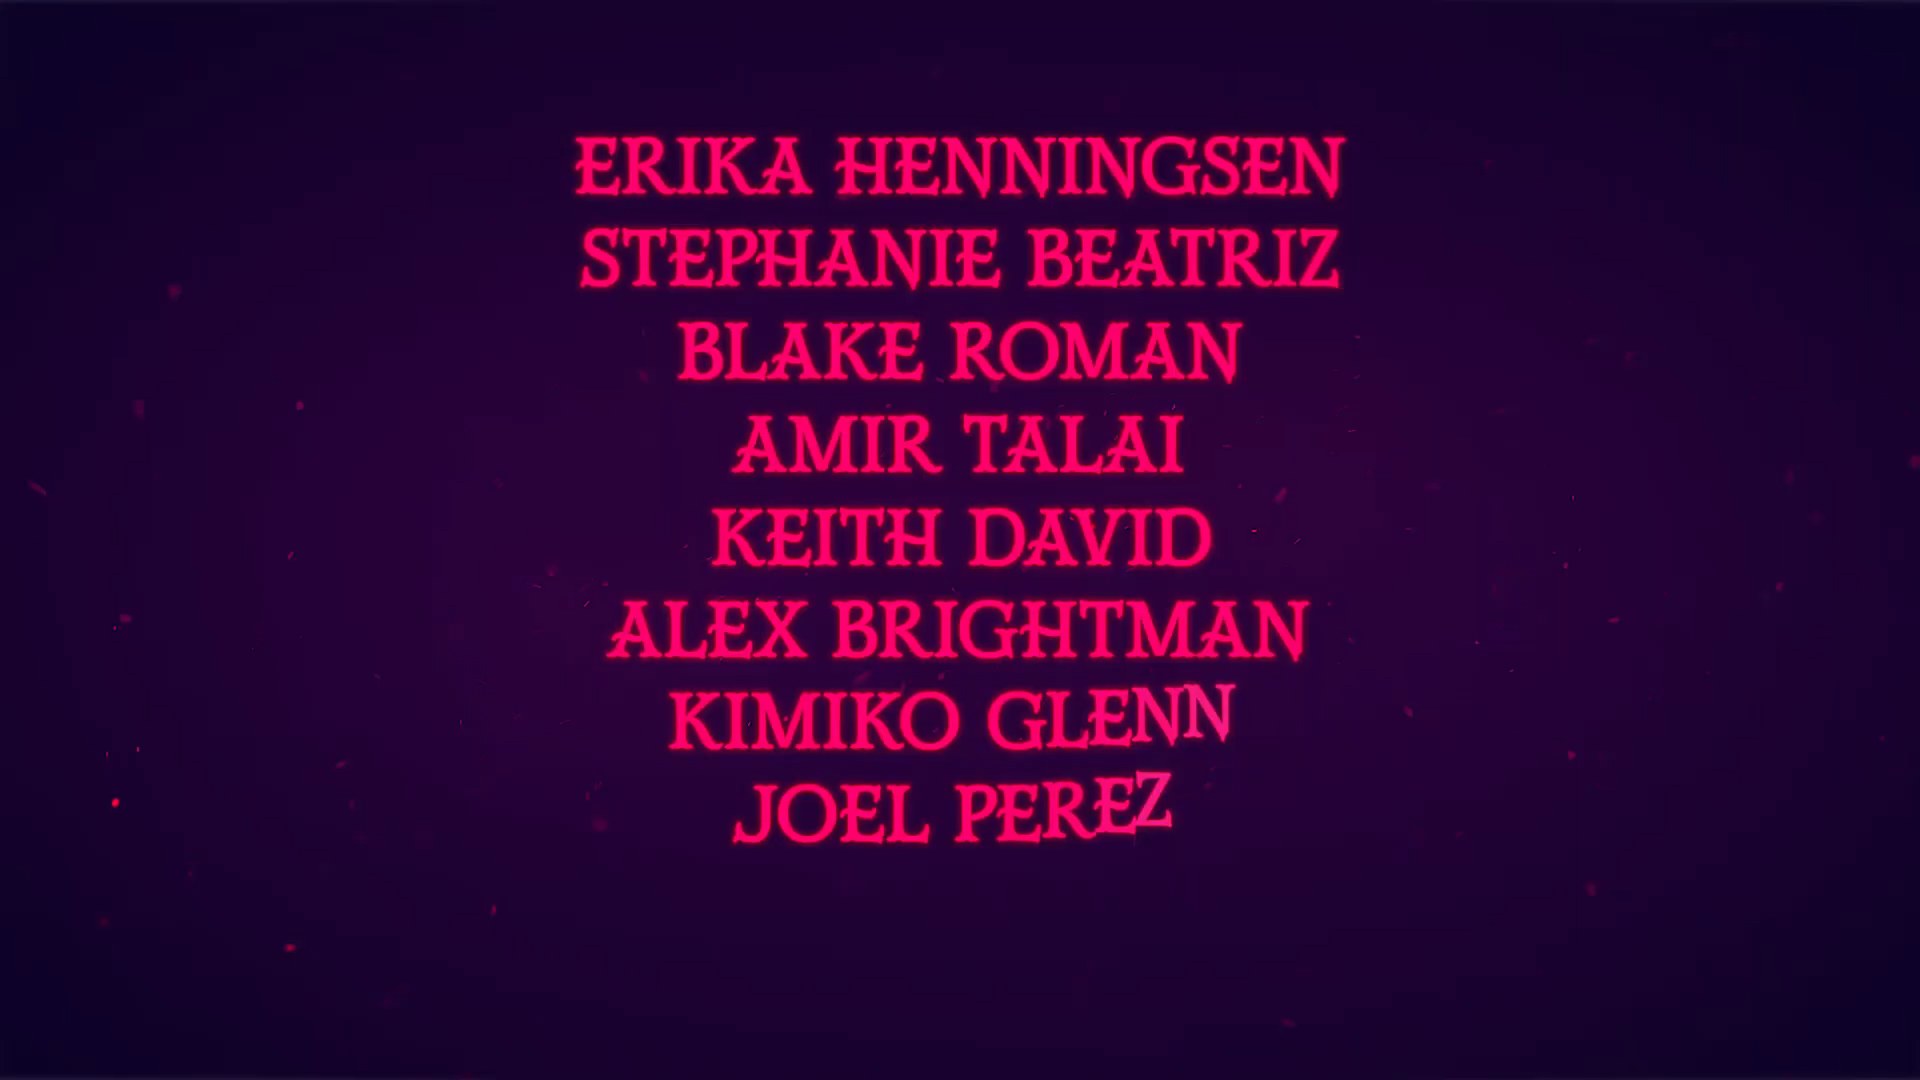 ERIKA HENNINGSEN
STEPHANIE BEATRIZ
BLAKE ROMAN
AMIR TALAI
KEITH DAVID
ALEX BRIGHTMAN
KIMIKO GLENN
JOEL PEREZ